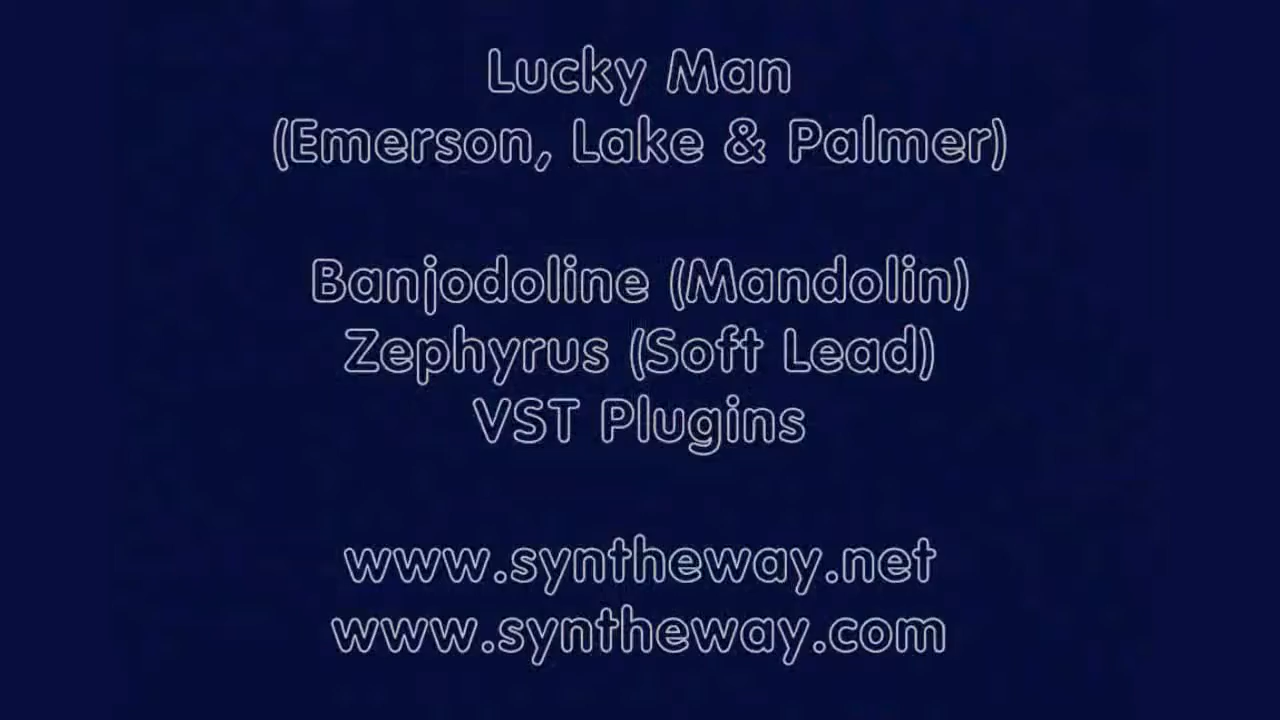 Lucky Man
(Emerson, Lake & Palmer)
Banjodoline (Mandolin)
Zephyrus (Soft Lead)
VST Plugins
www.syntheway.net
www.syntheway.com